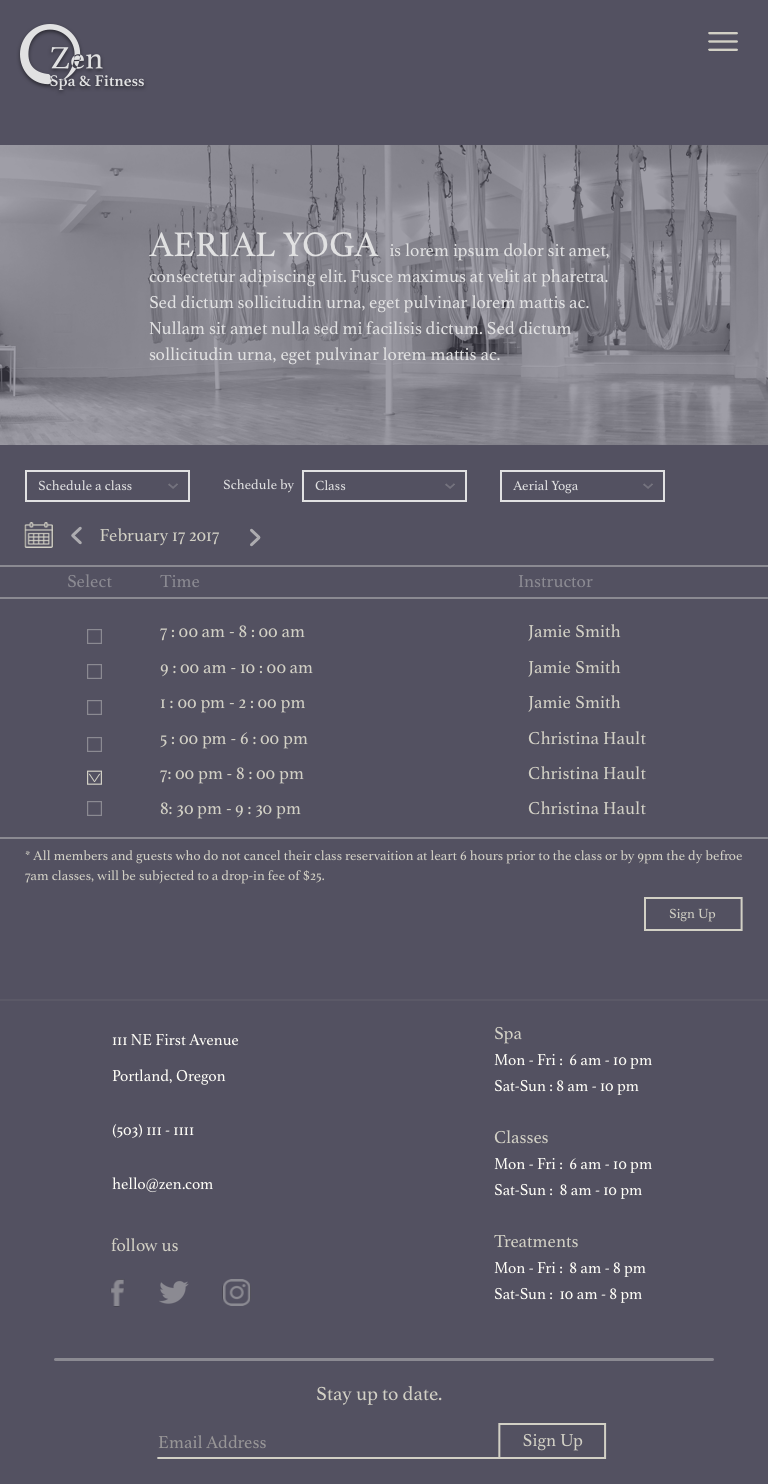 Zen
Spa & Fitness
AERIAL YOGA is lorem ipsum dolor sit amet,
consectetur adipiscing elit. Fusce maximus at velit at pharetra.
Sed dictum sollicitudin urna, eget pulvinar lorem mattis ac.
Nullam sit amet nulla sed mi facilisis dictum. Sed dictum
sollicitudin urna, eget pulvinar lorem mattis ac.
Schedule a class Schedule by Class Aerial Yoga
February 17 2017
Select Time Instructor
7 : 00 am - 8 : 00 am Jamie Smith
9 : 00 am - 10 : 00 am Jamie Smith
1 : 00 pm - 2 : 00 pm Jamie Smith
5 : 00 pm - 6 : 00 pm Christina Hault
7: 00 pm - 8 : 00 pm Christina Hault
8: 30 pm - 9 : 30 pm Christina Hault
* All members and guests who do not cancel their class reservaition at leart 6 hours prior to the class or by 9pm the dy befroe
7am classes, will be subjected to a drop-in fee of $25.
Sign Up
111 NE First Avenue
Portland, Oregon
(503) 111 - 1111
hello@zen.com
follow us
Spa
Mon - Fri : 6 am - 10 pm
Sat-Sun : 8 am - 10 pm
Classes
Mon - Fri : 6 am - 10 pm
Sat-Sun : 8 am - 10 pm
Treatments
Mon - Fri : 8 am - 8 pm
Sat-Sun : 10 am - 8 pm
Stay up to date.
Email Address Sign Up